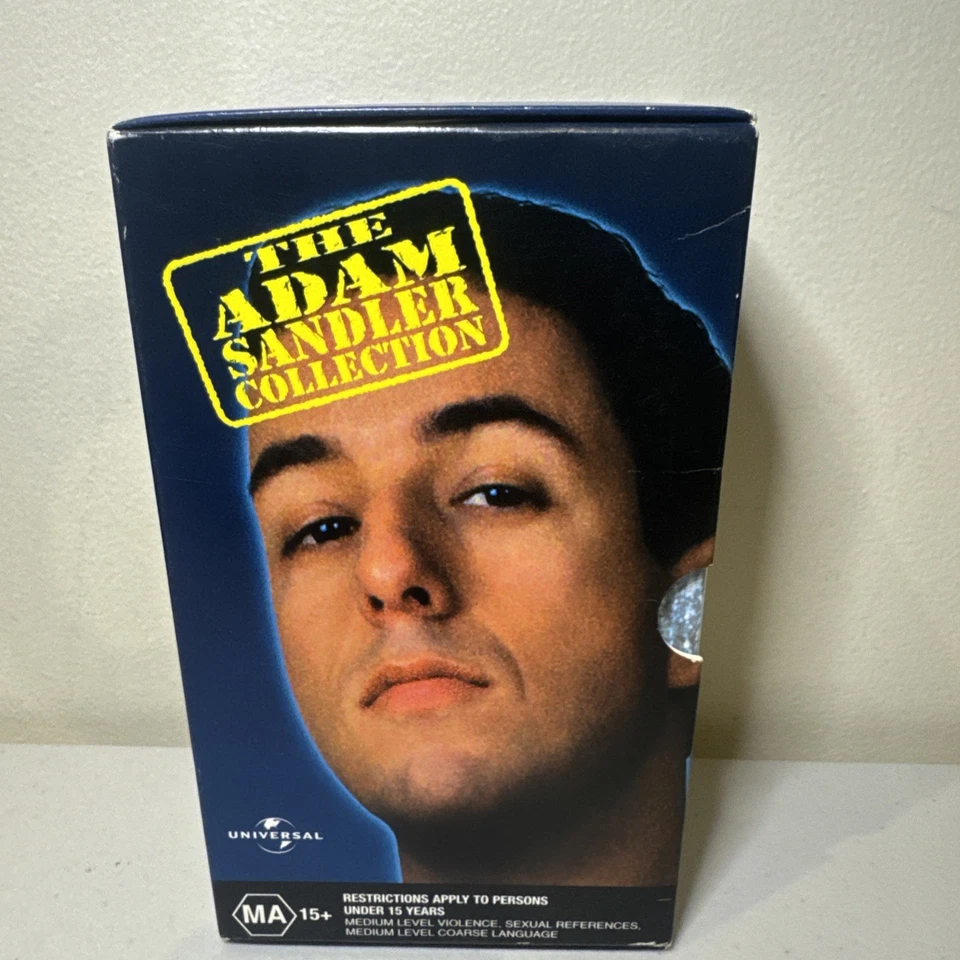 THE
ADAM
SANDLER
COLLECTION
UNIVERSAL
MA 15+
RESTRICTIONS APPLY TO PERSONS
UNDER 15 YEARS
MEDIUM LEVEL VIOLENCE, SEXUAL REFERENCES,
MEDIUM LEVEL COARSE LANGUAGE